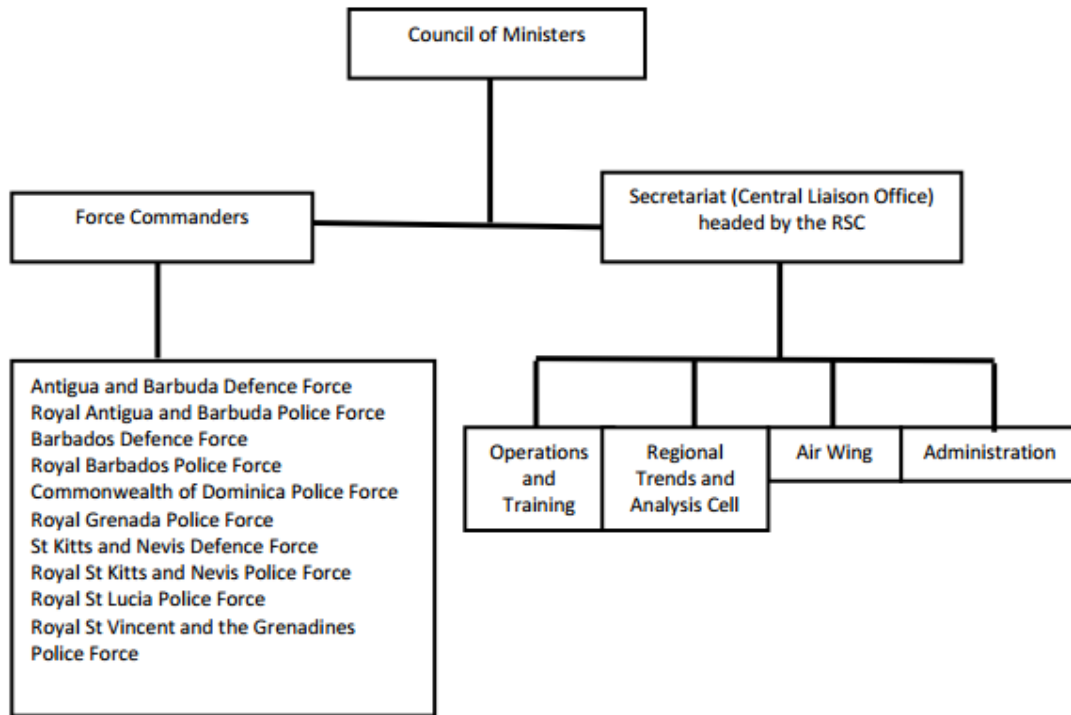 Council of Ministers
Force Commanders
Secretariat (Central Liaison Office)
headed by the RSC
Antigua and Barbuda Defence Force
Royal Antigua and Barbuda Police Force
Barbados Defence Force
Royal Barbados Police Force
Commonwealth of Dominica Police Force
Royal Grenada Police Force
St Kitts and Nevis Defence Force
Royal St Kitts and Nevis Police Force
Royal St Lucia Police Force
Royal St Vincent and the Grenadines
Police Force
Operations
and
Training
Regional
Trends and
Analysis Cell
Air Wing
Administration